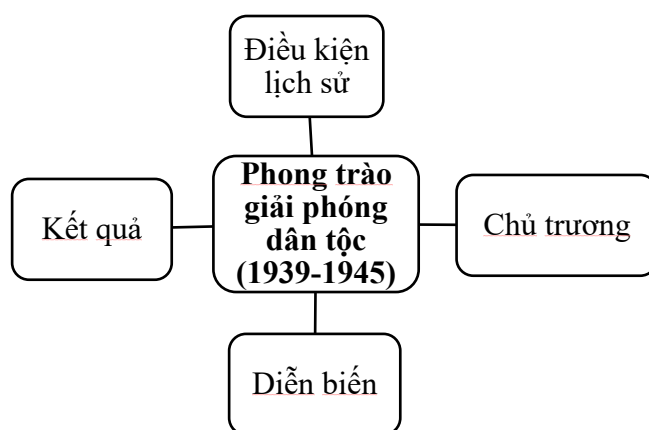 Điều kiện
lịch sử
Phong trào
giải phóng
dân tộc
(1939-1945)
Kết quả
Chủ trương
Diễn biến